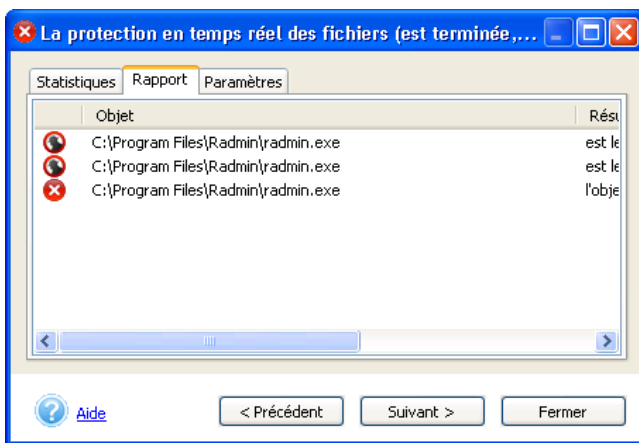 La protection en temps réel des fichiers (est terminée,...
Statistiques Rapport Paramètres
Objet
C:\Program Files\Radmin\radmin.exe est le
C:\Program Files\Radmin\radmin.exe est le
C:\Program Files\Radmin\radmin.exe l'obje
Aide < Précédent Suivant > Fermer